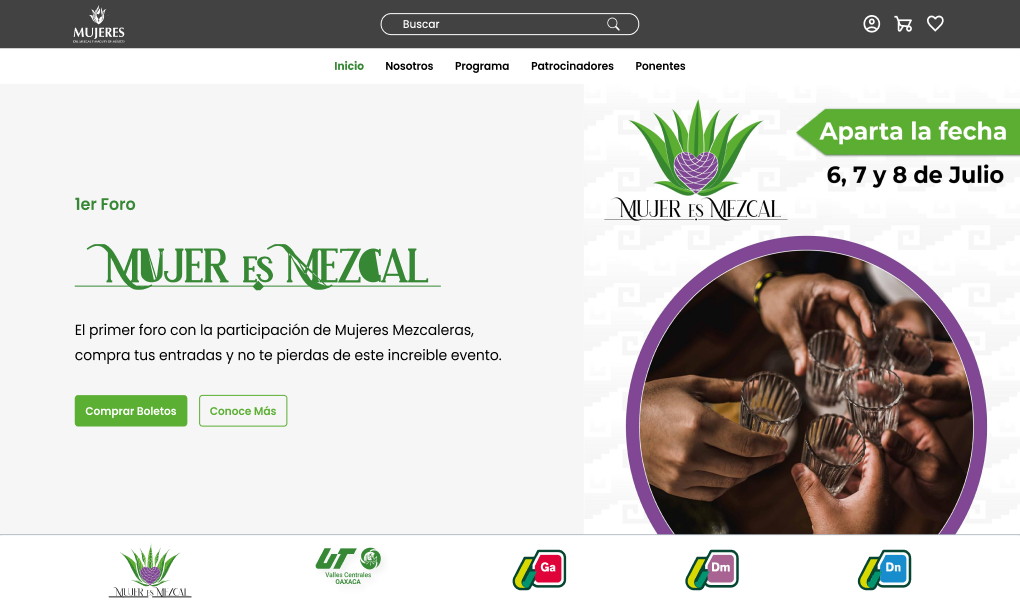 MUJERES
Buscar
Inicio
Nosotros
Programa
Patrocinadores
Ponentes
1er Foro
MUJER ES MEZCAL
El primer foro con la participación de Mujeres Mezcaleras,
compra tus entradas y no te pierdas de este increible evento.
Comprar Boletos
Conoce Más
MUJER ES MEZCAL
Aparta la fecha
6, 7 y 8 de Julio
MUJER ES MEZCAL
UT
Valles Centrales
OAXACA
Ga
Dm
Dn